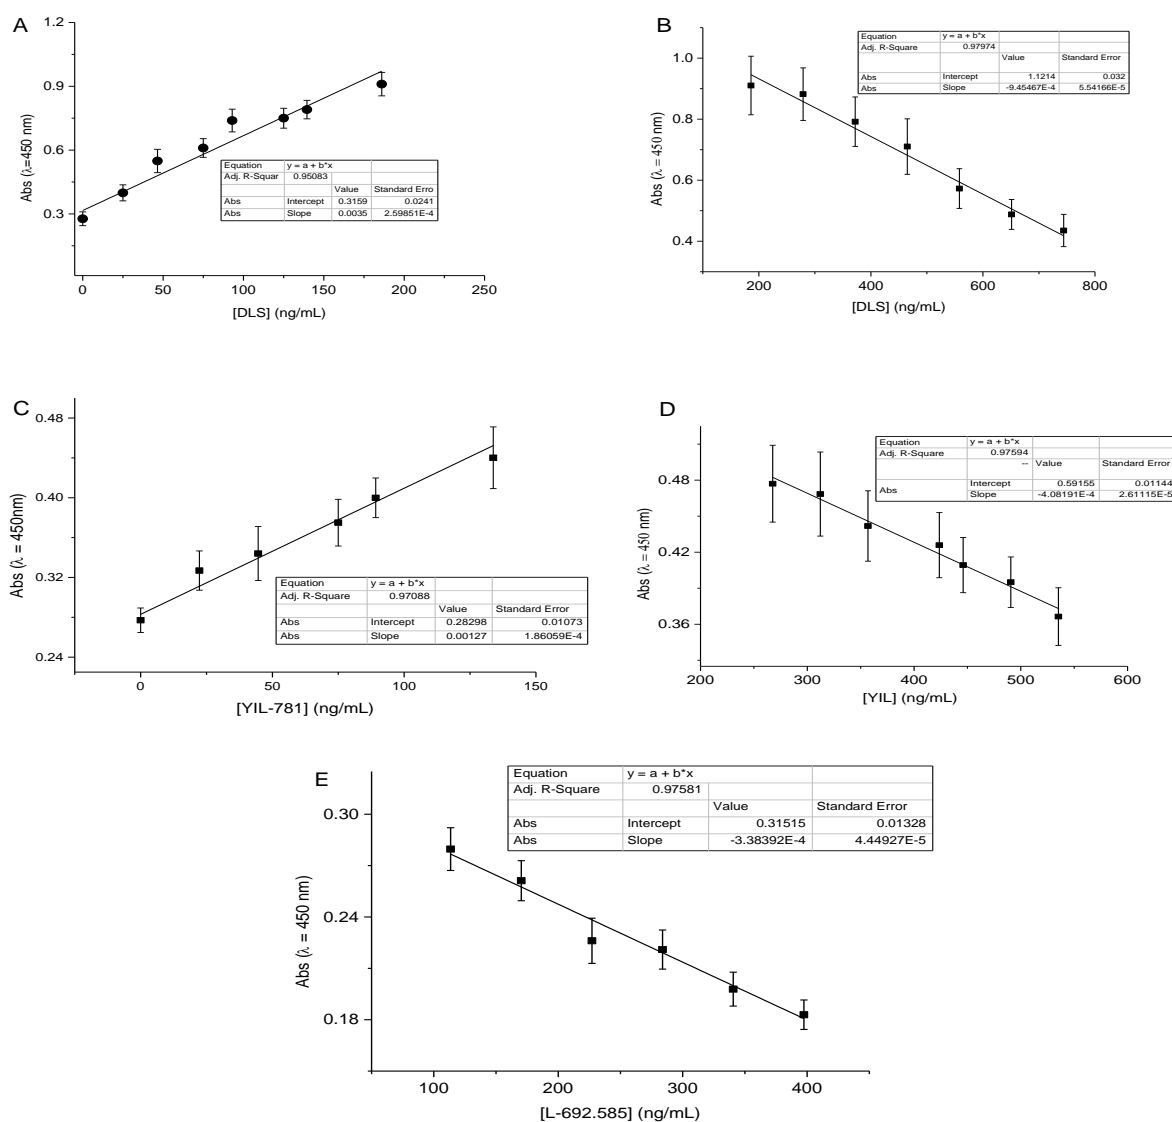 A
1.2
0.9
0.6
0.3
Abs (λ=450 nm)
Equation y = a + b*x
Adj. R-Squar 0.95083
Value Standard Erro
Abs Intercept 0.3159 0.0241
Abs Slope 0.0035 2.59851E-4
0 50 100 150 200 250
[DLS] (ng/mL)
B
1.0
0.8
0.6
0.4
Abs (λ = 450 nm)
Equation y = a + b*x
Adj. R-Square 0.97974
Value Standard Error
Abs Intercept 1.1214 0.032
Abs Slope -9.45467E-4 5.54166E-5
200 400 600 800
[DLS] (ng/mL)
C
0.48
0.40
0.32
0.24
Abs (λ = 450nm)
Equation y = a + b*x
Adj. R-Square 0.97088
Value Standard Error
Abs Intercept 0.28298 0.01073
Abs Slope 0.00127 1.86059E-4
0 50 100 150
[YIL-781] (ng/mL)
D
0.48
0.42
0.36
Abs (λ = 450 nm)
Equation y = a + b*x
Adj. R-Square 0.97594
-- Value Standard Error
Abs Intercept 0.59155 0.01144
Slope -4.08191E-4 2.61115E-5
200 300 400 500 600
[YIL] (ng/mL)
E
0.30
0.24
0.18
Abs (λ = 450 nm)
Equation y = a + b*x
Adj. R-Square 0.97581
Value Standard Error
Abs Intercept 0.31515 0.01328
Abs Slope -3.38392E-4 4.44927E-5
100 200 300 400
[L-692.585] (ng/mL)